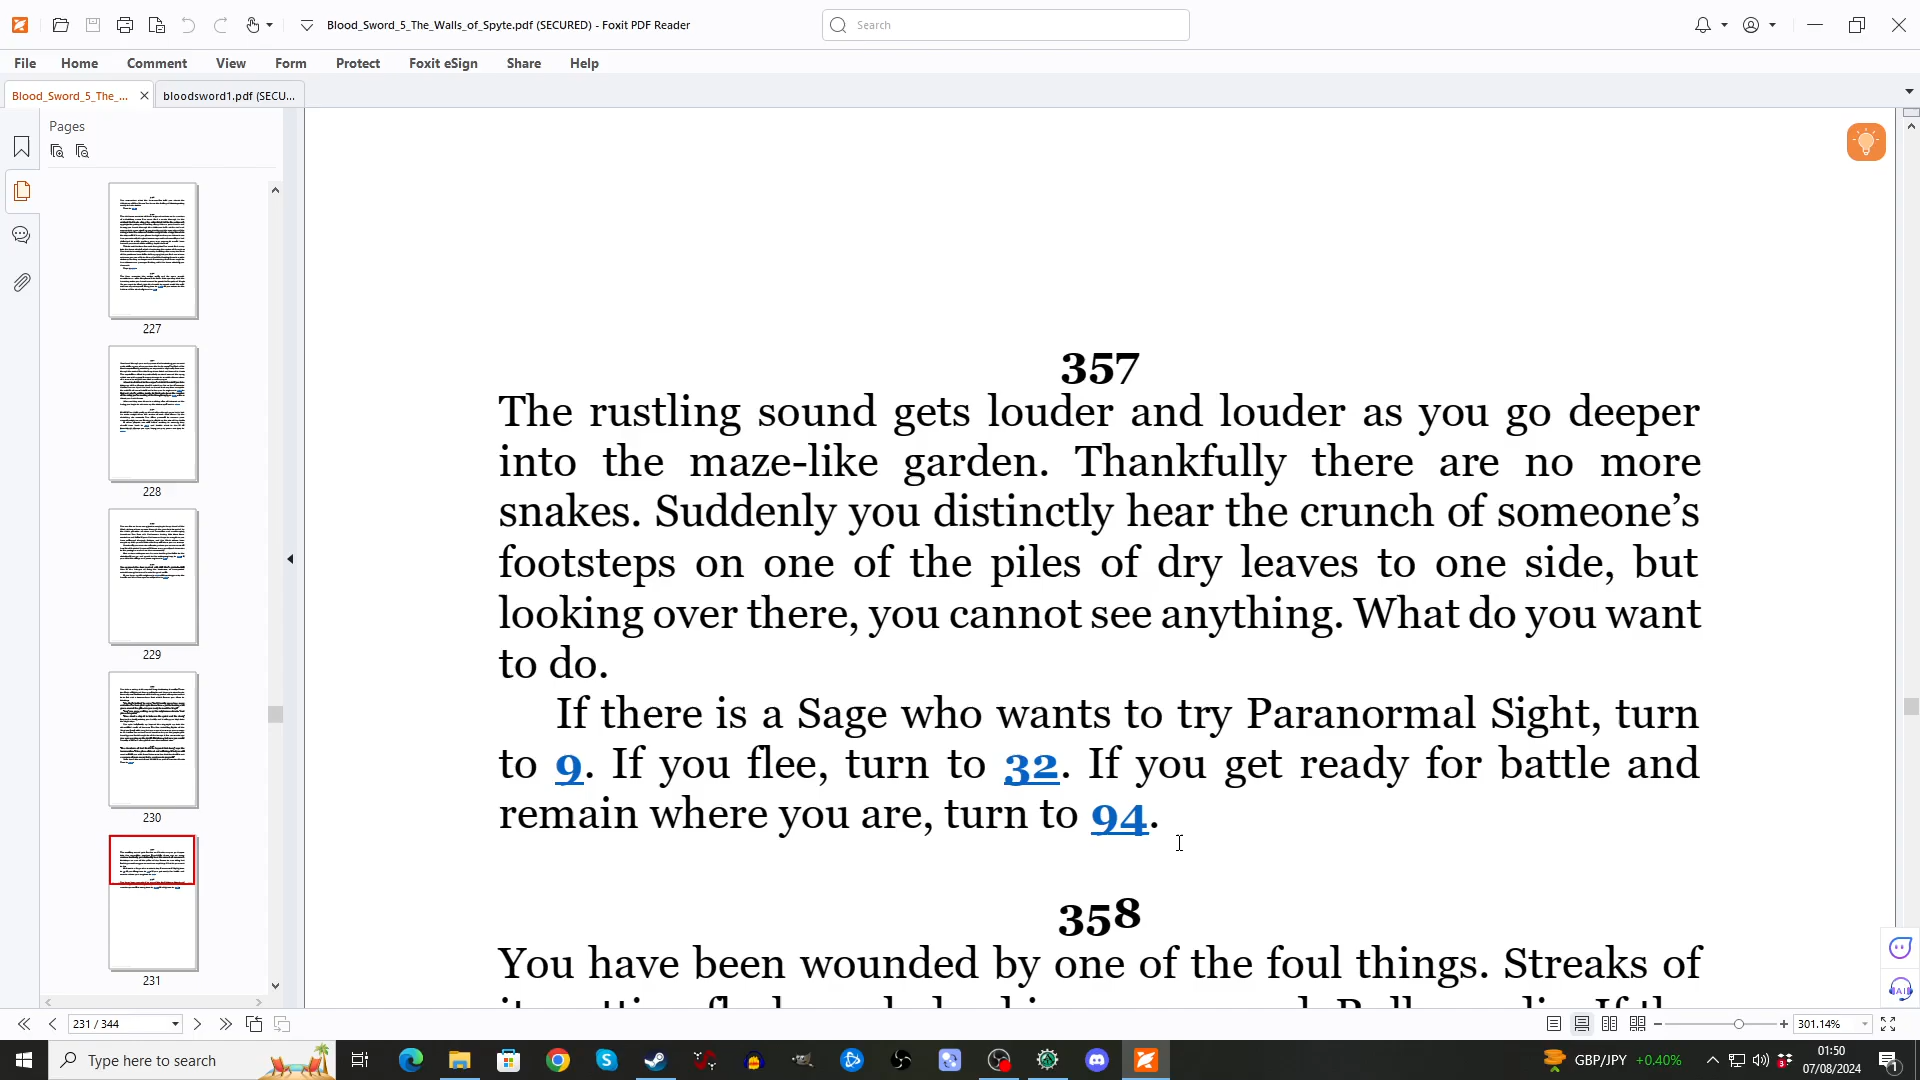 Blood_Sword_5_The_Walls_of_Spyte.pdf (SECURED) - Foxit PDF Reader
Search
File Home Comment View Form Protect Foxit eSign Share Help
Blood_Sword_5_The_... bloodsword1.pdf (SECU...
Pages
227
228
229
230
231
357
The rustling sound gets louder and louder as you go deeper
into the maze-like garden. Thankfully there are no more
snakes. Suddenly you distinctly hear the crunch of someone’s
footsteps on one of the piles of dry leaves to one side, but
looking over there, you cannot see anything. What do you want
to do.
If there is a Sage who wants to try Paranormal Sight, turn
to 9. If you flee, turn to 32. If you get ready for battle and
remain where you are, turn to 94.
358
You have been wounded by one of the foul things. Streaks of
AI
231 / 344
301.14%
Type here to search
GBP/JPY +0.40%
01:50
07/08/2024
1